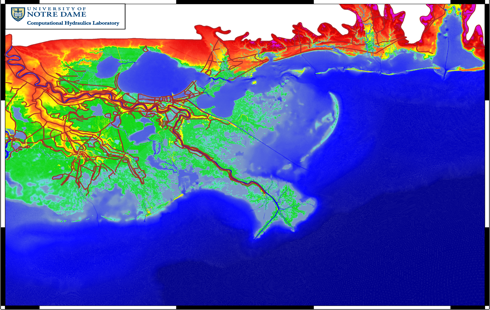 UNIVERSITY OF
NOTRE DAME
Computational Hydraulics Laboratory